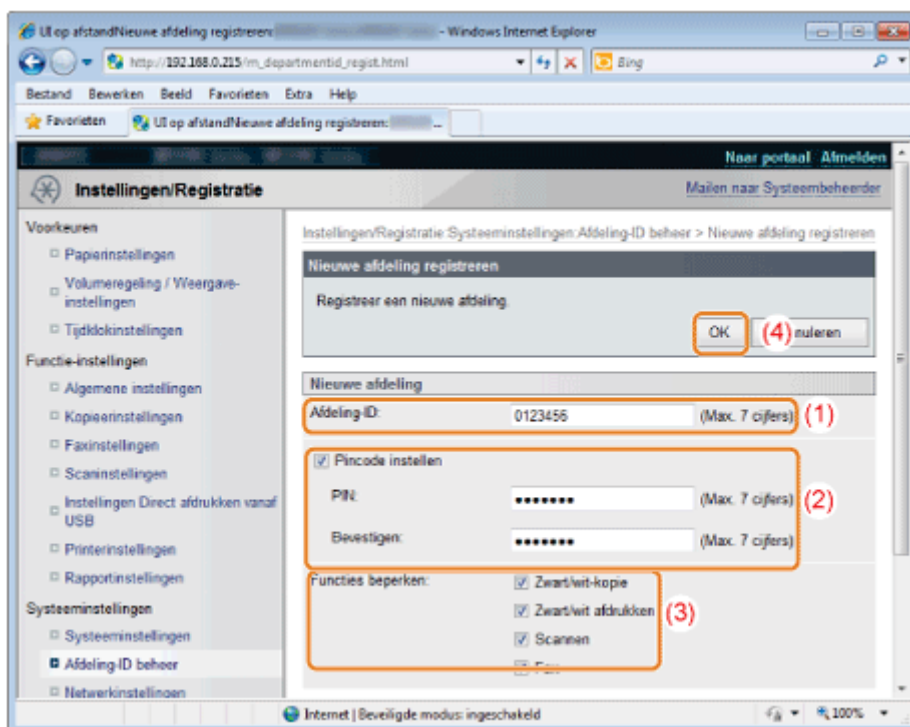 UI op afstandNieuwe afdeling registreren: - Windows Internet Explorer
http://192.168.0.215/m_departmentid_regist.html
Bing
Bestand Bewerken Beeld Favorieten Extra Help
Favorieten
UI op afstandNieuwe afdeling registreren: ...
Naar portaal Afmelden
Instellingen/Registratie
Mailen naar Systeembeheerder
Voorkeuren
Papierinstellingen
Volumeregeling / Weergave-
instellingen
Tijdklokinstellingen
Functie-instellingen
Algemene instellingen
Kopieerinstellingen
Faxinstellingen
Scaninstellingen
Instellingen Direct afdrukken vanaf
USB
Printerinstellingen
Rapportinstellingen
Systeeminstellingen
Systeeminstellingen
Afdeling-ID beheer
Netwerkinstellingen
Instellingen/Registratie:Systeeminstellingen:Afdeling-ID beheer > Nieuwe afdeling registreren
Nieuwe afdeling registreren
Registreer een nieuwe afdeling.
OK (4) nuleren
Nieuwe afdeling
Afdeling-ID: 0123456 (Max. 7 cijfers) (1)
Pincode instellen
PIN: ••••••• (Max. 7 cijfers) (2)
Bevestigen: ••••••• (Max. 7 cijfers)
Functies beperken: Zwart/wit-kopie
Zwart/wit afdrukken (3)
Scannen
Fax
Internet | Beveiligde modus: ingeschakeld
100%